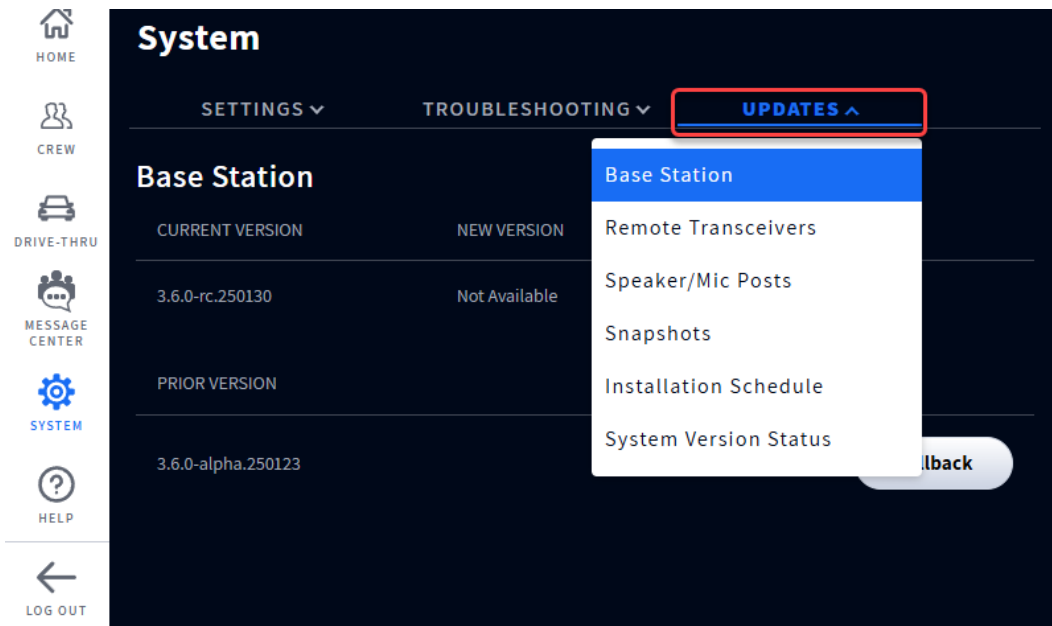 HOME
CREW
DRIVE-THRU
MESSAGE
CENTER
SYSTEM
HELP
LOG OUT
System
SETTINGS
TROUBLESHOOTING
UPDATES
Base Station
CURRENT VERSION
NEW VERSION
3.6.0-rc.250130
Not Available
PRIOR VERSION
3.6.0-alpha.250123
Base Station
Remote Transceivers
Speaker/Mic Posts
Snapshots
Installation Schedule
System Version Status